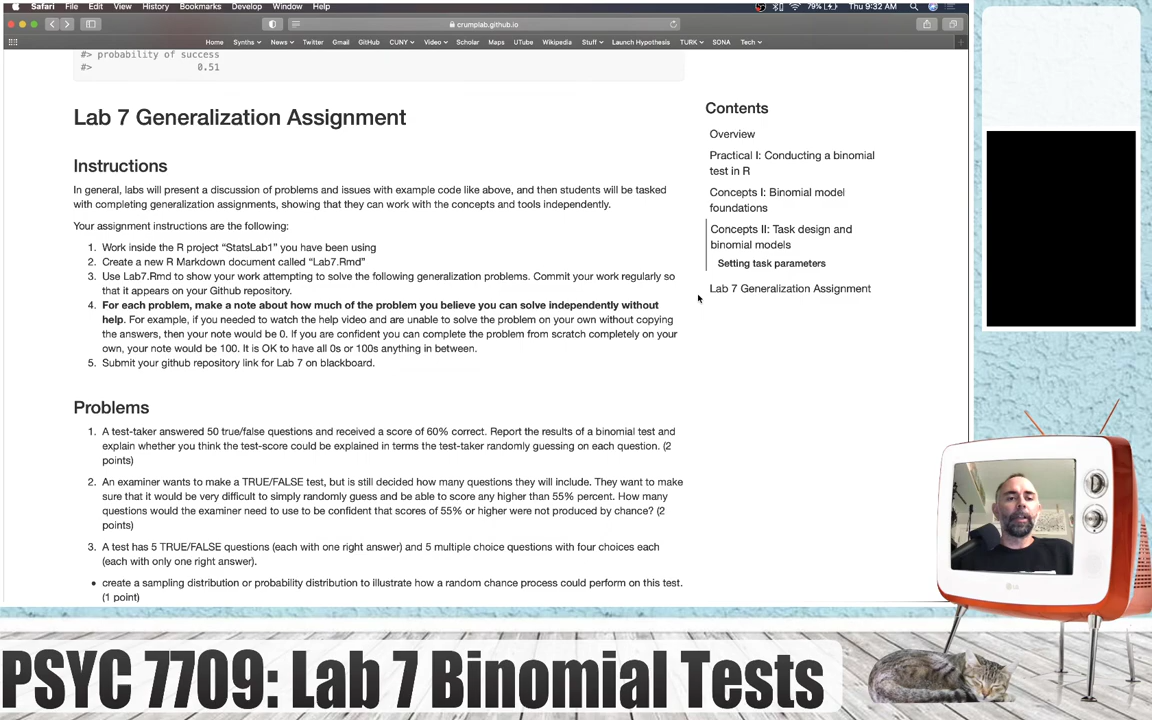 Safari File Edit View History Bookmarks Develop Window Help 79% Thu 9:32 AM
crumplab.github.io
Home Synths News Twitter Gmail GitHub CUNY Video Scholar Maps UTube Wikipedia Stuff Launch Hypothesis TURK SONA Tech
#> probability of success
#> 0.51
Lab 7 Generalization Assignment
Instructions
In general, labs will present a discussion of problems and issues with example code like above, and then students will be tasked
with completing generalization assignments, showing that they can work with the concepts and tools independently.
Your assignment instructions are the following:
1. Work inside the R project “StatsLab1” you have been using
2. Create a new R Markdown document called “Lab7.Rmd”
3. Use Lab7.Rmd to show your work attempting to solve the following generalization problems. Commit your work regularly so
that it appears on your Github repository.
4. For each problem, make a note about how much of the problem you believe you can solve independently without
help. For example, if you needed to watch the help video and are unable to solve the problem on your own without copying
the answers, then your note would be 0. If you are confident you can complete the problem from scratch completely on your
own, your note would be 100. It is OK to have all 0s or 100s anything in between.
5. Submit your github repository link for Lab 7 on blackboard.
Problems
1. A test-taker answered 50 true/false questions and received a score of 60% correct. Report the results of a binomial test and
explain whether you think the test-score could be explained in terms the test-taker randomly guessing on each question. (2
points)
2. An examiner wants to make a TRUE/FALSE test, but is still decided how many questions they will include. They want to make
sure that it would be very difficult to simply randomly guess and be able to score any higher than 55% percent. How many
questions would the examiner need to use to be confident that scores of 55% or higher were not produced by chance? (2
points)
3. A test has 5 TRUE/FALSE questions (each with one right answer) and 5 multiple choice questions with four choices each
(each with only one right answer).
• create a sampling distribution or probability distribution to illustrate how a random chance process could perform on this test.
(1 point)
Contents
Overview
Practical I: Conducting a binomial
test in R
Concepts I: Binomial model
foundations
Concepts II: Task design and
binomial models
Setting task parameters
Lab 7 Generalization Assignment
LG
PSYC 7709: Lab 7 Binomial Tests